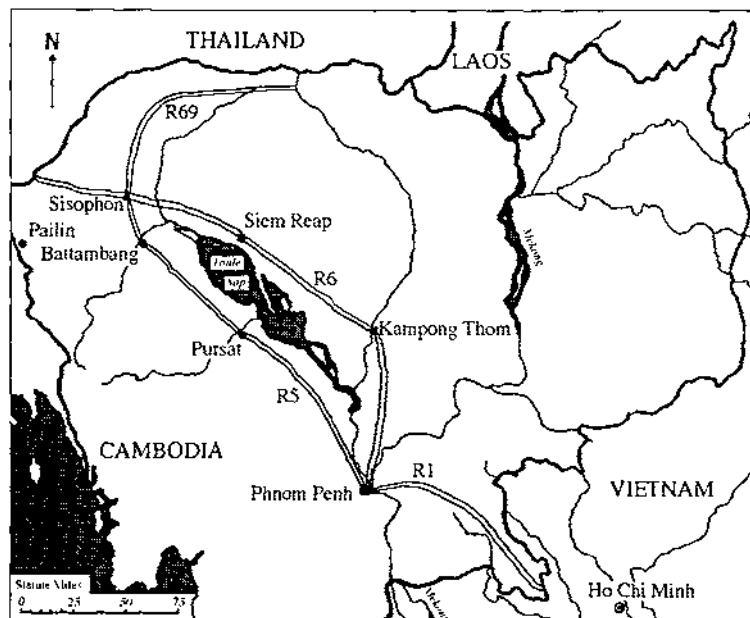 THAILAND
N
LAOS
R69
Sisophon
Pailin
Siem Reap
Battambang
Tonle
Sap
R6
Mekong
Kampong Thom
Pursat
R5
CAMBODIA
R1
Phnom Penh
VIETNAM
Statute Miles
0 25 50 75
Ho Chi Minh
Mekong